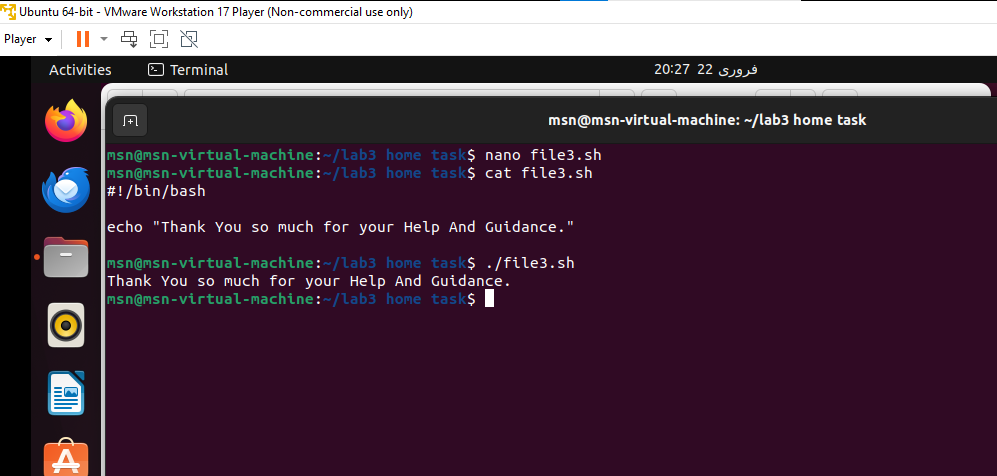 Ubuntu 64-bit - VMware Workstation 17 Player (Non-commercial use only)
Player
Activities
Terminal
20:27 22 فروری
msn@msn-virtual-machine: ~/lab3 home task
msn@msn-virtual-machine:~/lab3 home task$ nano file3.sh
msn@msn-virtual-machine:~/lab3 home task$ cat file3.sh
#!/bin/bash
echo "Thank You so much for your Help And Guidance."
msn@msn-virtual-machine:~/lab3 home task$ ./file3.sh
Thank You so much for your Help And Guidance.
msn@msn-virtual-machine:~/lab3 home task$